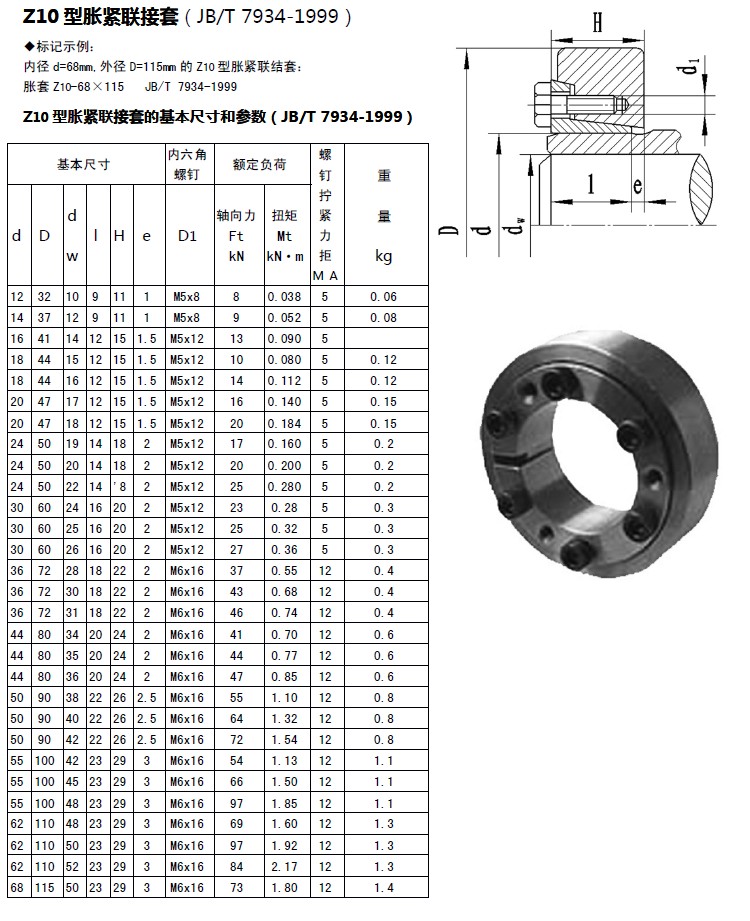 Z10 型胀紧联接套（JB/T 7934-1999）
◆标记示例:
内径 d=68mm,外径 D=115mm 的 Z10 型胀紧联结套:
胀套 Z10-68×115 JB/T 7934-1999
Z10 型胀紧联接套的基本尺寸和参数（JB/T 7934-1999）
基本尺寸 内六角螺钉 额定负荷 螺钉拧紧力拒 M A 重量 kg
d D dw l H e D1 轴向力 Ft kN 扭矩 Mt kN·m
12 32 10 9 11 1 M5x8 8 0.038 5 0.06
14 37 12 9 11 1 M5x8 9 0.052 5 0.08
16 41 14 12 15 1.5 M5x12 13 0.090 5
18 44 15 12 15 1.5 M5x12 10 0.080 5 0.12
18 44 16 12 15 1.5 M5x12 14 0.112 5 0.12
20 47 17 12 15 1.5 M5x12 16 0.140 5 0.15
20 47 18 12 15 1.5 M5x12 20 0.184 5 0.15
24 50 19 14 18 2 M5x12 17 0.160 5 0.2
24 50 20 14 18 2 M5x12 20 0.200 5 0.2
24 50 22 14 '8 2 M5x12 25 0.280 5 0.2
30 60 24 16 20 2 M5x12 23 0.28 5 0.3
30 60 25 16 20 2 M5x12 25 0.32 5 0.3
30 60 26 16 20 2 M5x12 27 0.36 5 0.3
36 72 28 18 22 2 M6x16 37 0.55 12 0.4
36 72 30 18 22 2 M6x16 43 0.68 12 0.4
36 72 31 18 22 2 M6x16 46 0.74 12 0.4
44 80 34 20 24 2 M6x16 41 0.70 12 0.6
44 80 35 20 24 2 M6x16 44 0.77 12 0.6
44 80 36 20 24 2 M6x16 47 0.85 12 0.6
50 90 38 22 26 2.5 M6x16 55 1.10 12 0.8
50 90 40 22 26 2.5 M6x16 64 1.32 12 0.8
50 90 42 22 26 2.5 M6x16 72 1.54 12 0.8
55 100 42 23 29 3 M6x16 54 1.13 12 1.1
55 100 45 23 29 3 M6x16 66 1.50 12 1.1
55 100 48 23 29 3 M6x16 97 1.85 12 1.1
62 110 48 23 29 3 M6x16 69 1.60 12 1.3
62 110 50 23 29 3 M6x16 97 1.92 12 1.3
62 110 52 23 29 3 M6x16 84 2.17 12 1.3
68 115 50 23 29 3 M6x16 73 1.80 12 1.4
H
d1
l
e
D
d
dw